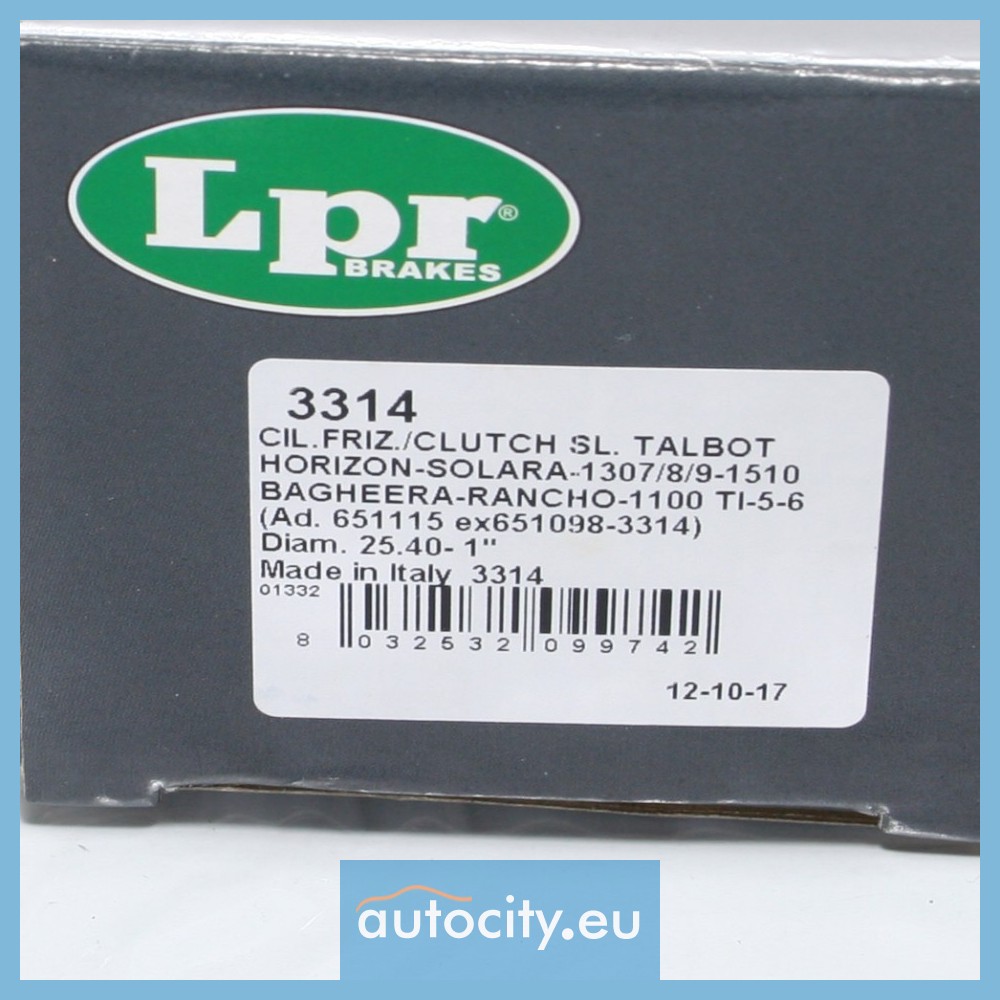 Lpr®
BRAKES
3314
CIL.FRIZ./CLUTCH SL. TALBOT
HORIZON-SOLARA-1307/8/9-1510
BAGHEERA-RANCHO-1100 TI-5-6
(Ad. 651115 ex651098-3314)
Diam. 25.40- 1"
Made in Italy 3314
01332
8 032532 099742
12-10-17
autocity.eu